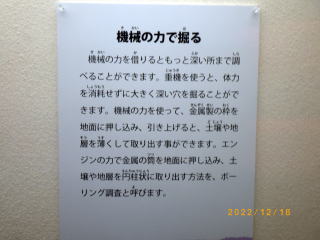 機械の力で掘る
機械の力を借りるともっと深い所まで調
べることができます。重機を使うと、体力
を消耗せずに大きく深い穴を掘ることがで
きます。機械の力を使って、金属製の枠を
地面に押し込み、引き上げると、土壌や地
層を薄くして取り出す事ができます。エン
ジンの力で金属の筒を地面に押し込み、土
壌や地層を円柱状に取り出す方法を、ボー
リング調査と呼びます。
2022/12/18